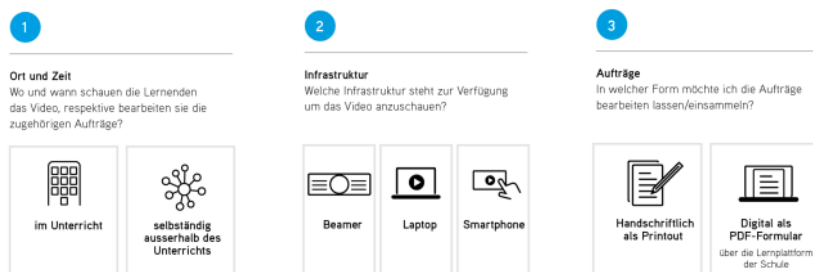 1
Ort und Zeit
Wo und wann schauen die Lernenden
das Video, respektive bearbeiten sie die
zugehörigen Aufträge?
im Unterricht
selbständig
ausserhalb des
Unterrichts
2
Infrastruktur
Welche Infrastruktur steht zur Verfügung
um das Video anzuschauen?
Beamer
Laptop
Smartphone
3
Aufträge
In welcher Form möchte ich die Aufträge
bearbeiten lassen/einsammeln?
Handschriftlich
als Printout
Digital als
PDF-Formular
über die Lernplattform
der Schule